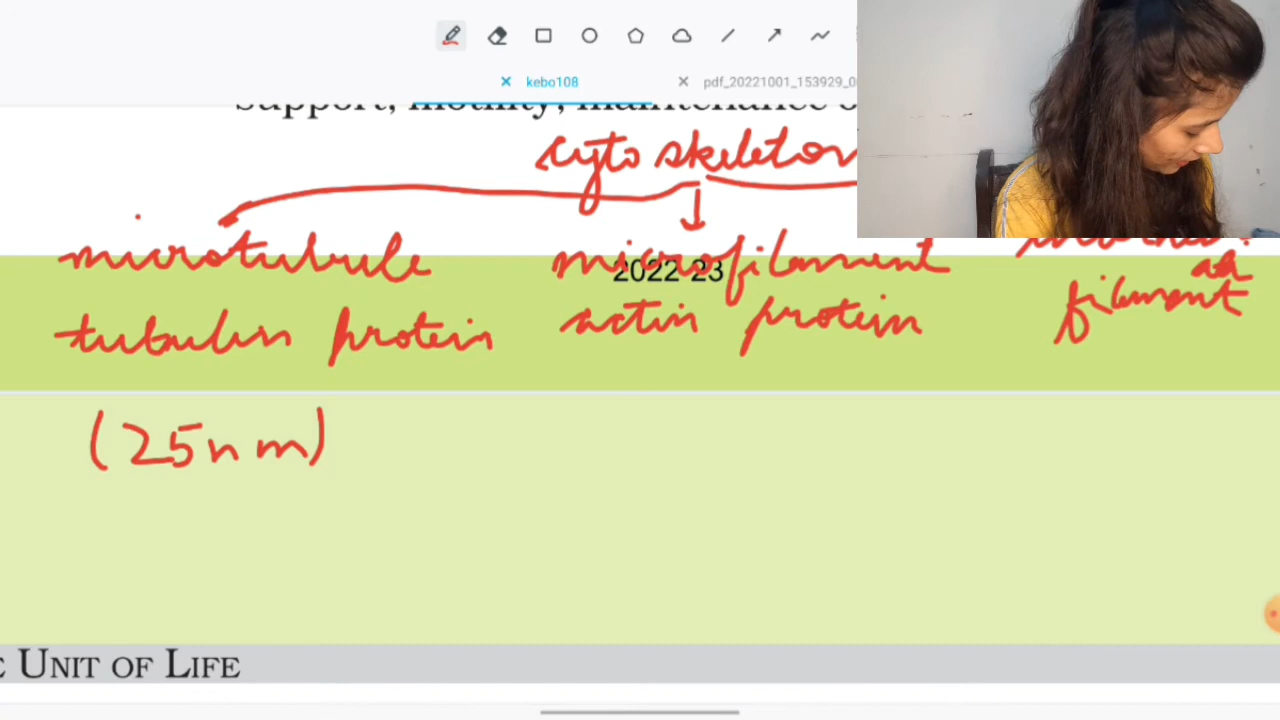 kebo108
pdf_20221001_153929_0
support, motility, maintenance o
cyto skeleton
microtubule
microfilament
2022-23
filament
tubulin protein
actin protein
(25nm)
E UNIT OF LIFE